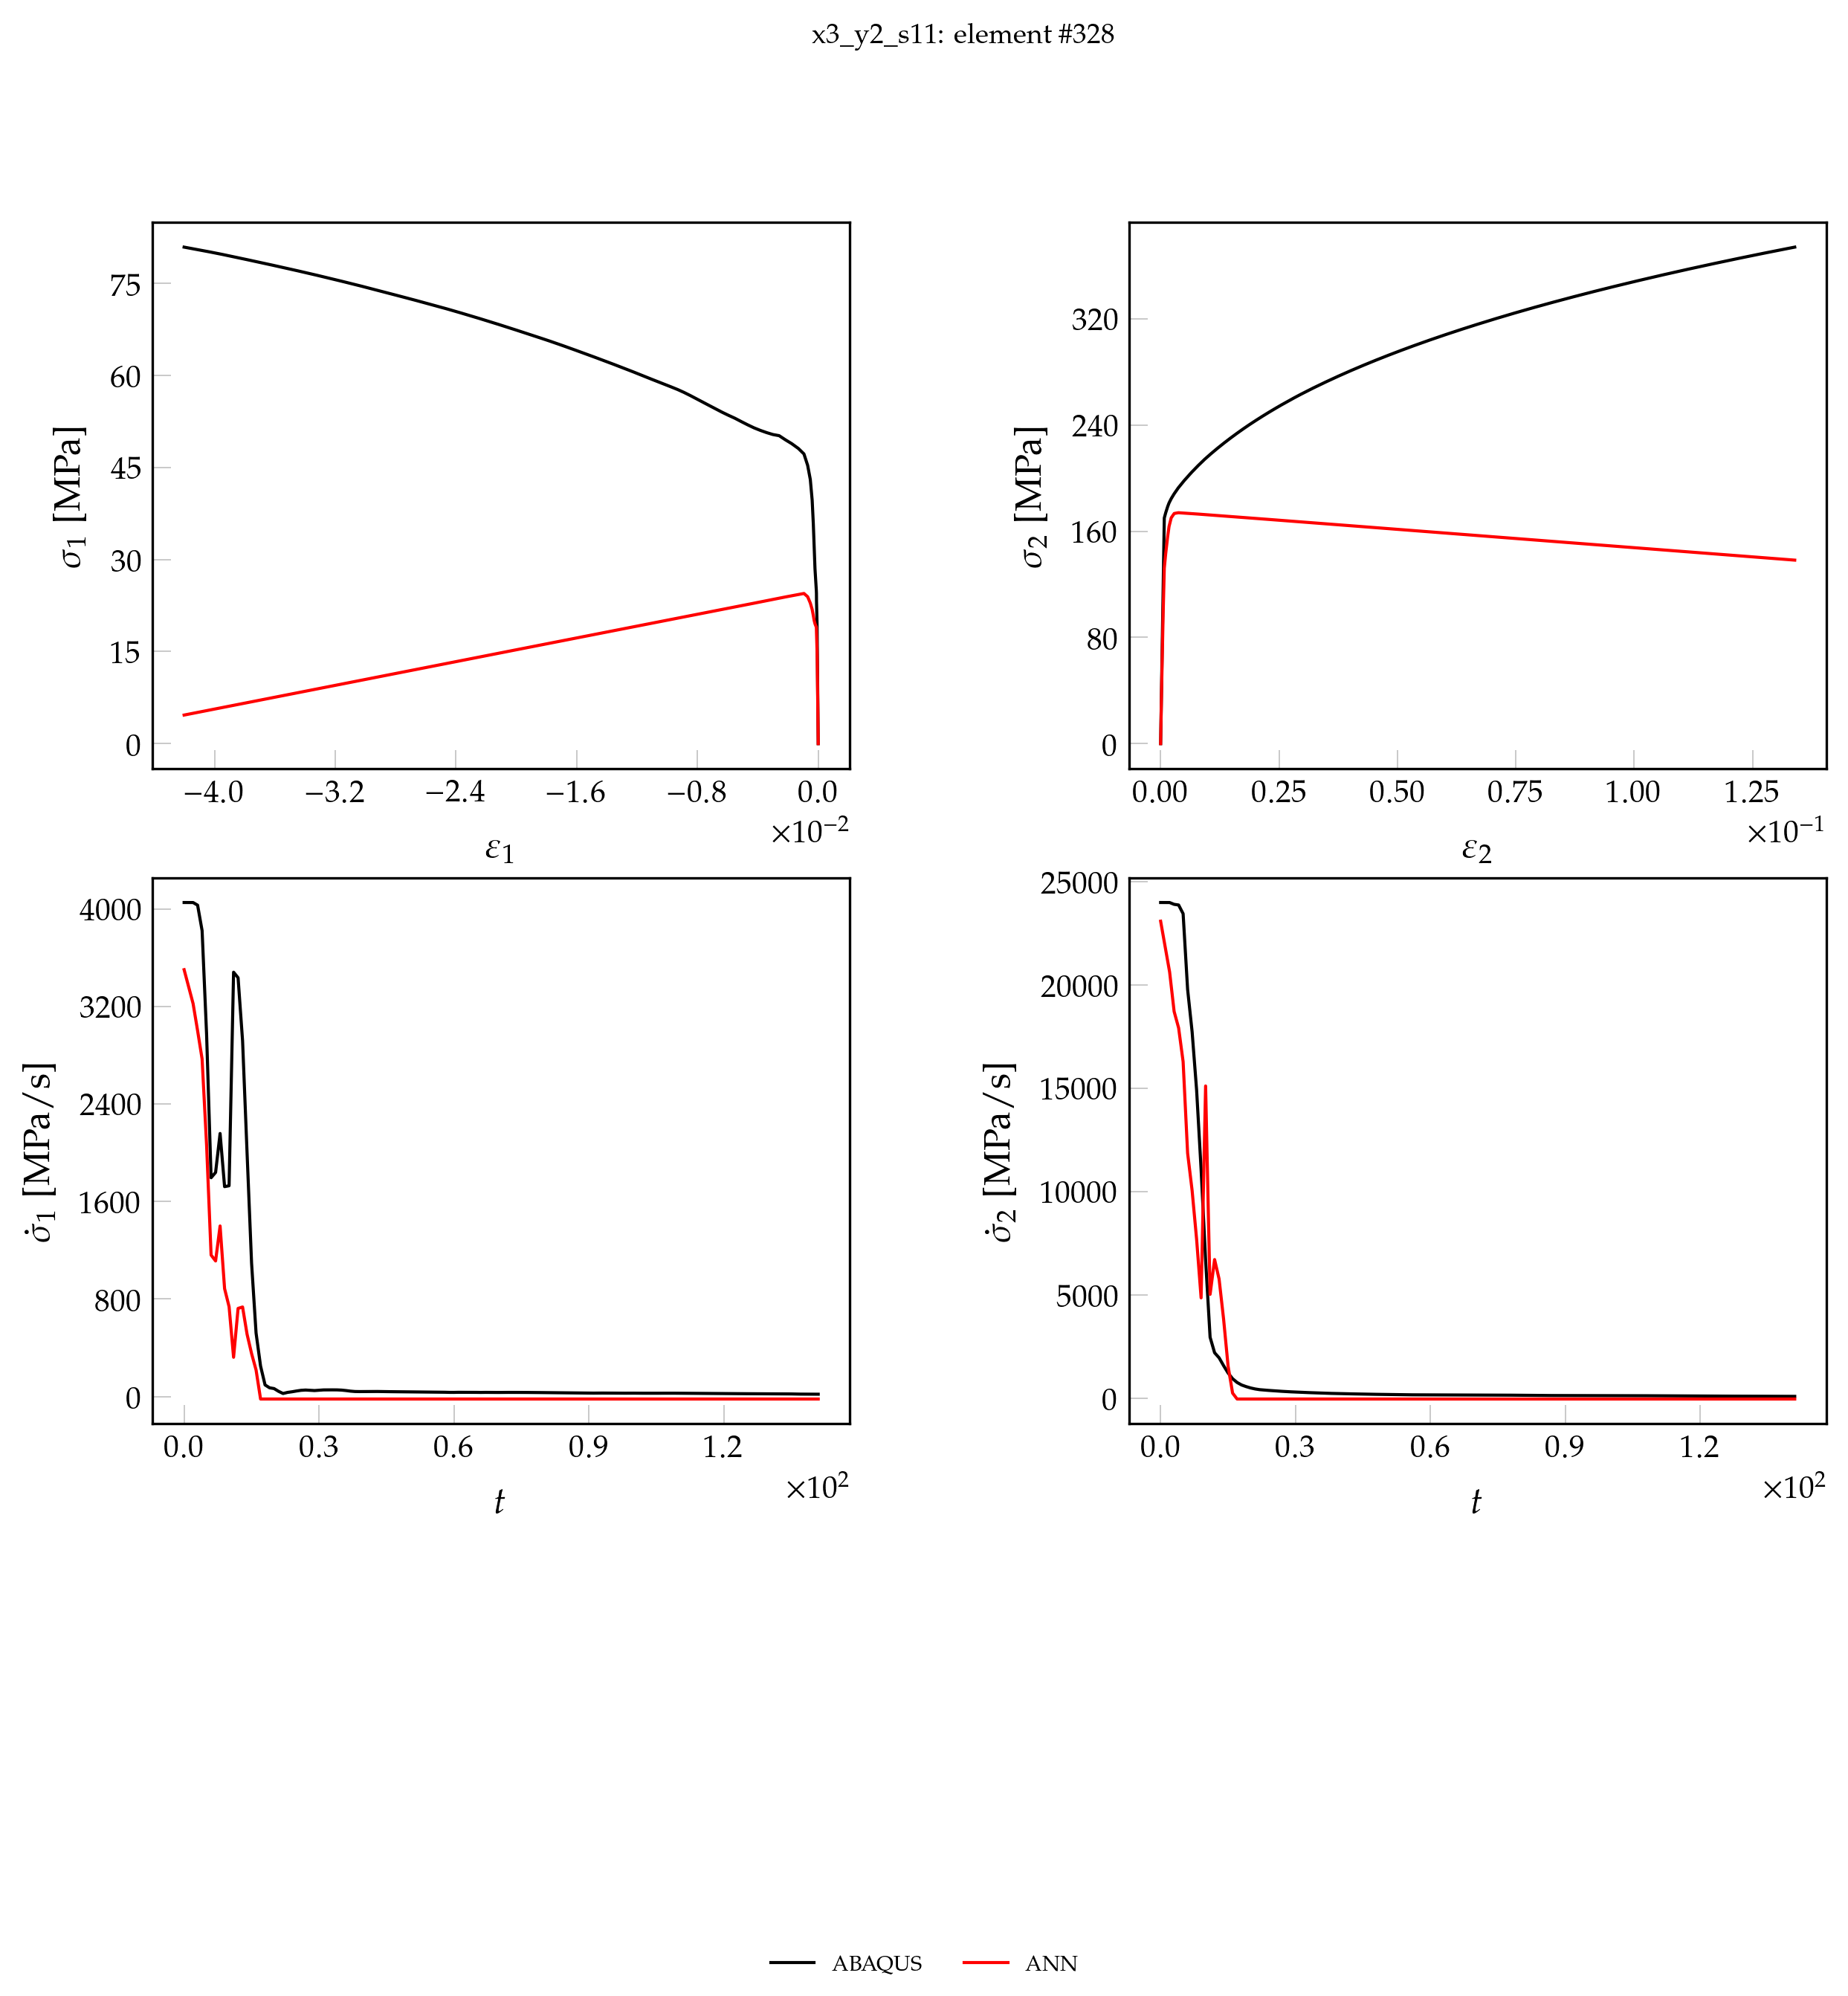 x3_y2_s11: element #328
σ1 [MPa]
75
60
45
30
15
0
−4.0 −3.2 −2.4 −1.6 −0.8 0.0
×10−2
ε1
σ2 [MPa]
320
240
160
80
0
0.00 0.25 0.50 0.75 1.00 1.25
×10−1
ε2
σ̇1 [MPa/s]
4000
3200
2400
1600
800
0
0.0 0.3 0.6 0.9 1.2
×102
t
σ̇2 [MPa/s]
25000
20000
15000
10000
5000
0
0.0 0.3 0.6 0.9 1.2
×102
t
ABAQUS ANN